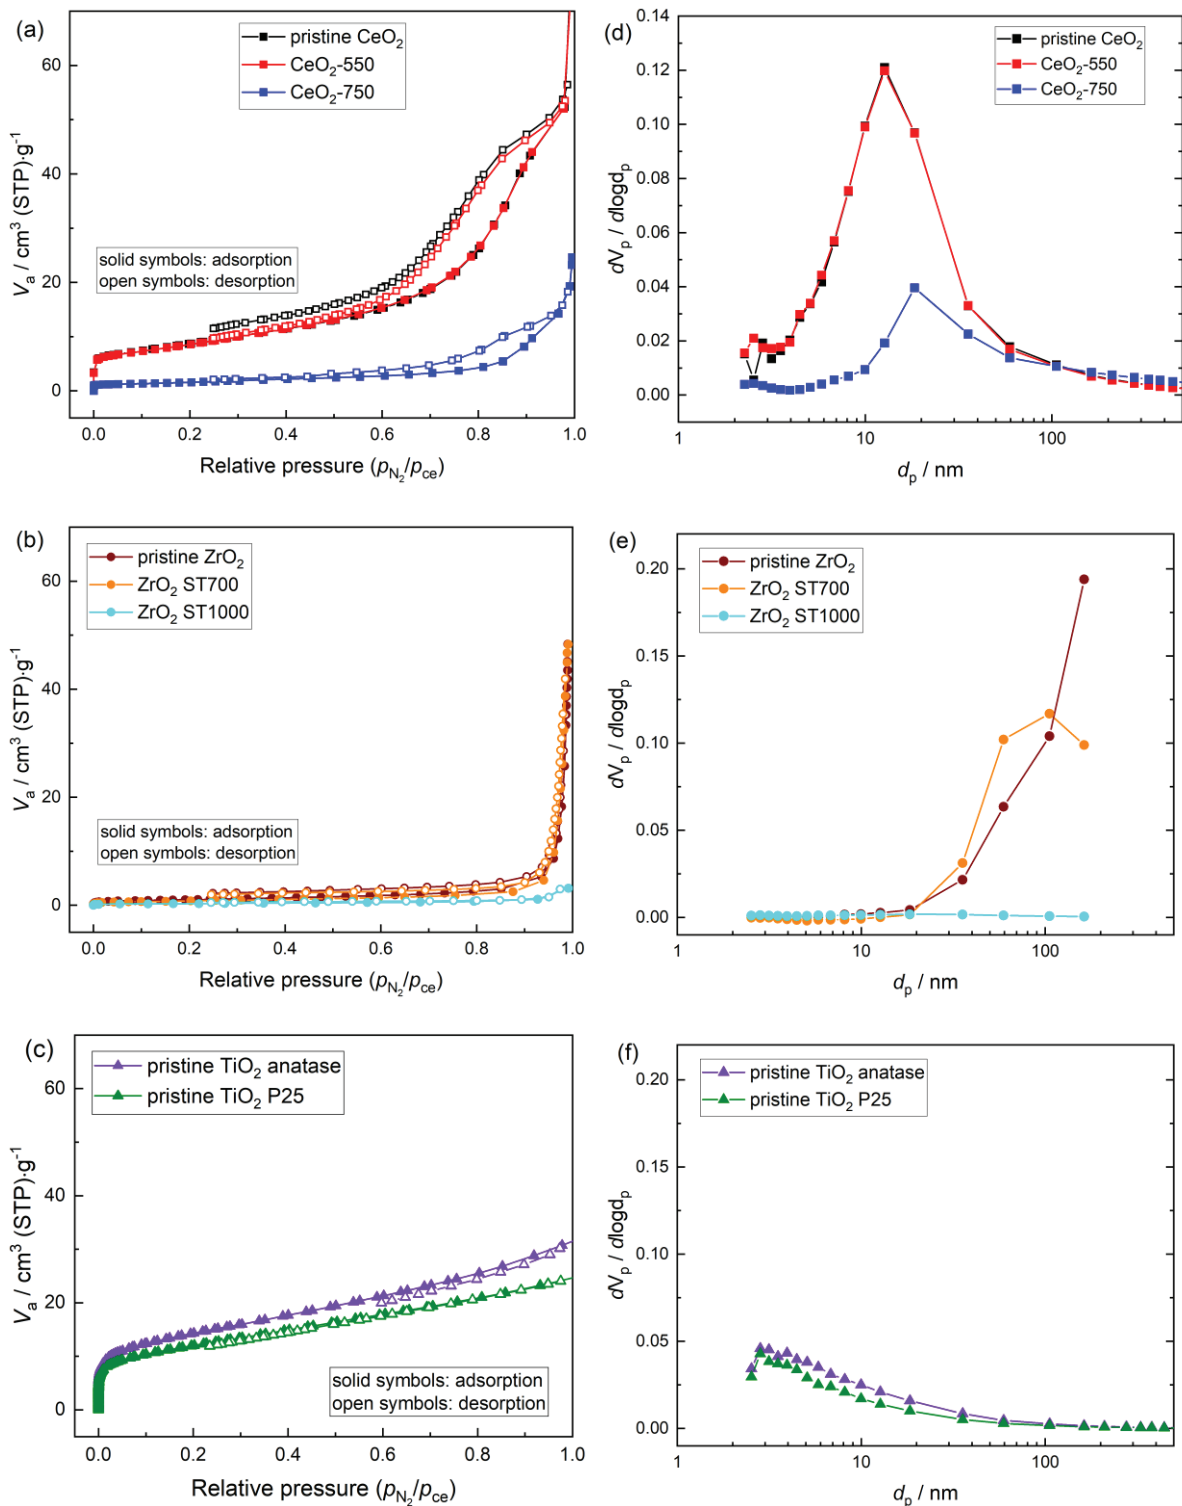 (a)
pristine CeO₂
CeO₂-550
CeO₂-750
solid symbols: adsorption
open symbols: desorption
Vₐ / cm³ (STP)·g⁻¹
60
40
20
0
0.0 0.2 0.4 0.6 0.8 1.0
Relative pressure (p_N₂/p_ce)
(d)
pristine CeO₂
CeO₂-550
CeO₂-750
dVₚ / dlogdₚ
0.14
0.12
0.10
0.08
0.06
0.04
0.02
0.00
1 10 100
dₚ / nm
(b)
pristine ZrO₂
ZrO₂ ST700
ZrO₂ ST1000
solid symbols: adsorption
open symbols: desorption
Vₐ / cm³ (STP)·g⁻¹
60
40
20
0
0.0 0.2 0.4 0.6 0.8 1.0
Relative pressure (p_N₂/p_ce)
(e)
pristine ZrO₂
ZrO₂ ST700
ZrO₂ ST1000
dVₚ / dlogdₚ
0.20
0.15
0.10
0.05
0.00
1 10 100
dₚ / nm
(c)
pristine TiO₂ anatase
pristine TiO₂ P25
solid symbols: adsorption
open symbols: desorption
Vₐ / cm³ (STP)·g⁻¹
60
40
20
0
0.0 0.2 0.4 0.6 0.8 1.0
Relative pressure (p_N₂/p_ce)
(f)
pristine TiO₂ anatase
pristine TiO₂ P25
dVₚ / dlogdₚ
0.20
0.15
0.10
0.05
0.00
1 10 100
dₚ / nm